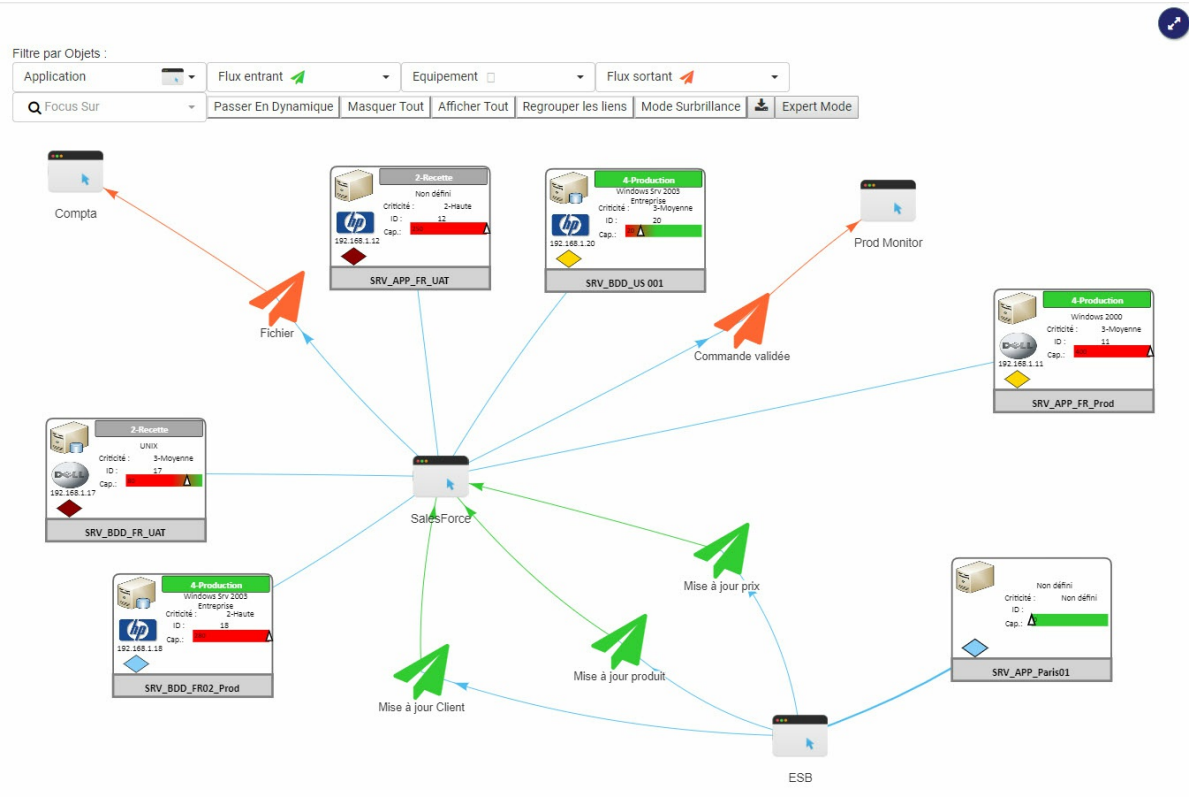 Filtre par Objets :
Application
Flux entrant
Equipement
Flux sortant
Focus Sur
Passer En Dynamique
Masquer Tout
Afficher Tout
Regrouper les liens
Mode Surbrillance
Expert Mode
Compta
2-Recette
Non défini
Criticité : 2-Haute
ID : 12
Cap.:
hp
192.168.1.12
SRV_APP_FR_UAT
4-Production
Windows Srv 2003
Entreprise
Criticité : 3-Moyenne
ID : 20
Cap.:
hp
192.168.1.20
SRV_BDD_US 001
Prod Monitor
Fichier
Commande validée
4-Production
Windows 2000
Criticité : 3-Moyenne
ID : 11
Cap.:
DELL
192.168.1.11
SRV_APP_FR_Prod
2-Recette
UNIX
Criticité : 3-Moyenne
ID : 17
Cap.:
DELL
192.168.1.17
SRV_BDD_FR_UAT
SalesForce
4-Production
Windows Srv 2003
Entreprise
Criticité : 2-Haute
ID : 18
Cap.:
hp
192.168.1.18
SRV_BDD_FR02_Prod
Mise à jour prix
Mise à jour produit
Mise à jour Client
Non défini
Criticité : Non défini
ID :
Cap.:
SRV_APP_Paris01
ESB